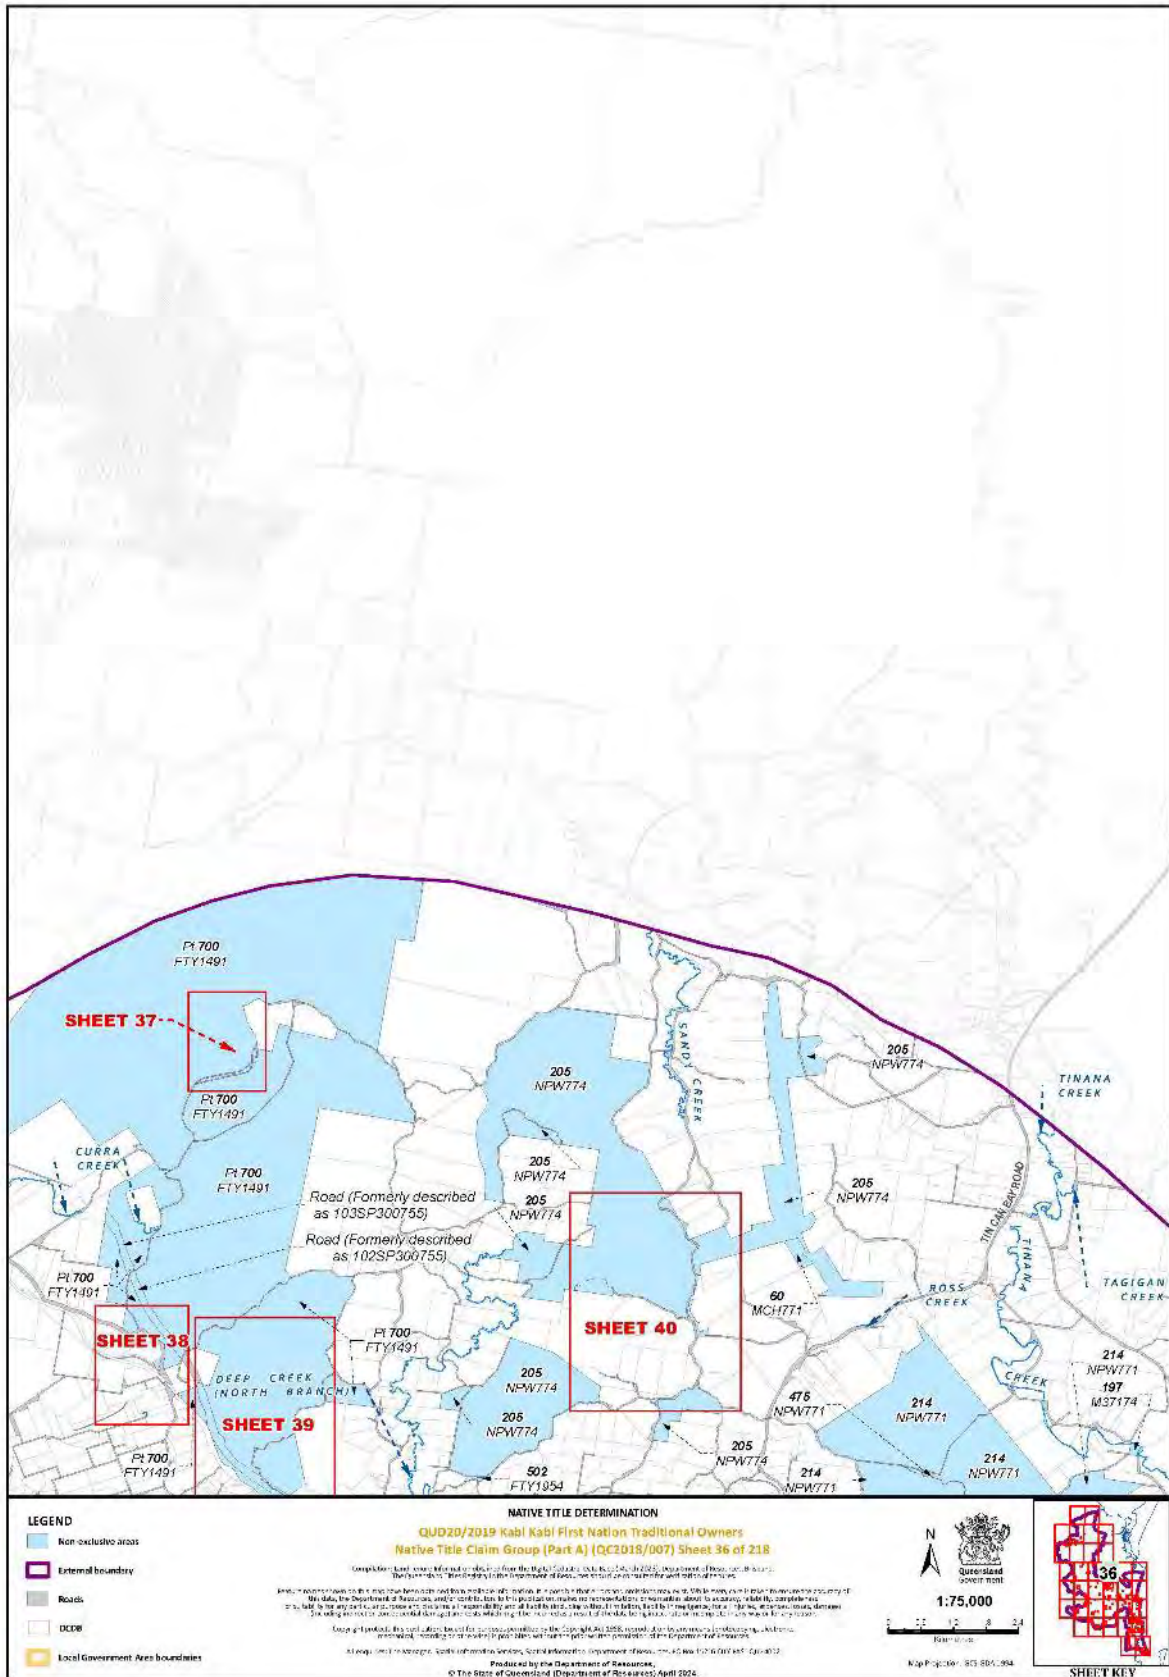 Pt 700
FTY1491
SHEET 37
Pt 700
FTY1491
CURRA
CREEK
Pt 700
FTY1491
Road (Formerly described
as 103SP300755)
Road (Formerly described
as 102SP300755)
Pt 700
FTY1491
SHEET 38
DEEP CREEK
(NORTH BRANCH)
SHEET 39
Pt 700
FTY1491
Pt 700
FTY1491
205
NPW774
SANDY CREEK
205
NPW774
205
NPW774
205
NPW774
TINANA
CREEK
205
NPW774
TIN CAN BAY ROAD
TINANA
CREEK
TAGIGAN
CREEK
60
MCH771
ROSS
CREEK
SHEET 40
205
NPW774
205
NPW774
502
FTY1954
205
NPW774
476
NPW771
214
NPW771
214
NPW771
214
NPW771
214
NPW771
197
M37174
LEGEND
Non-exclusive areas
External boundary
Roads
DCDB
Local Government Area boundaries
NATIVE TITLE DETERMINATION
QUD20/2019 Kabi Kabi First Nation Traditional Owners
Native Title Claim Group (Part A) (QC2018/007) Sheet 36 of 218
Produced by the Department of Resources,
© The State of Queensland (Department of Resources) April 2024
N
Queensland
Government
1:75,000
Kilometres
36
SHEET KEY